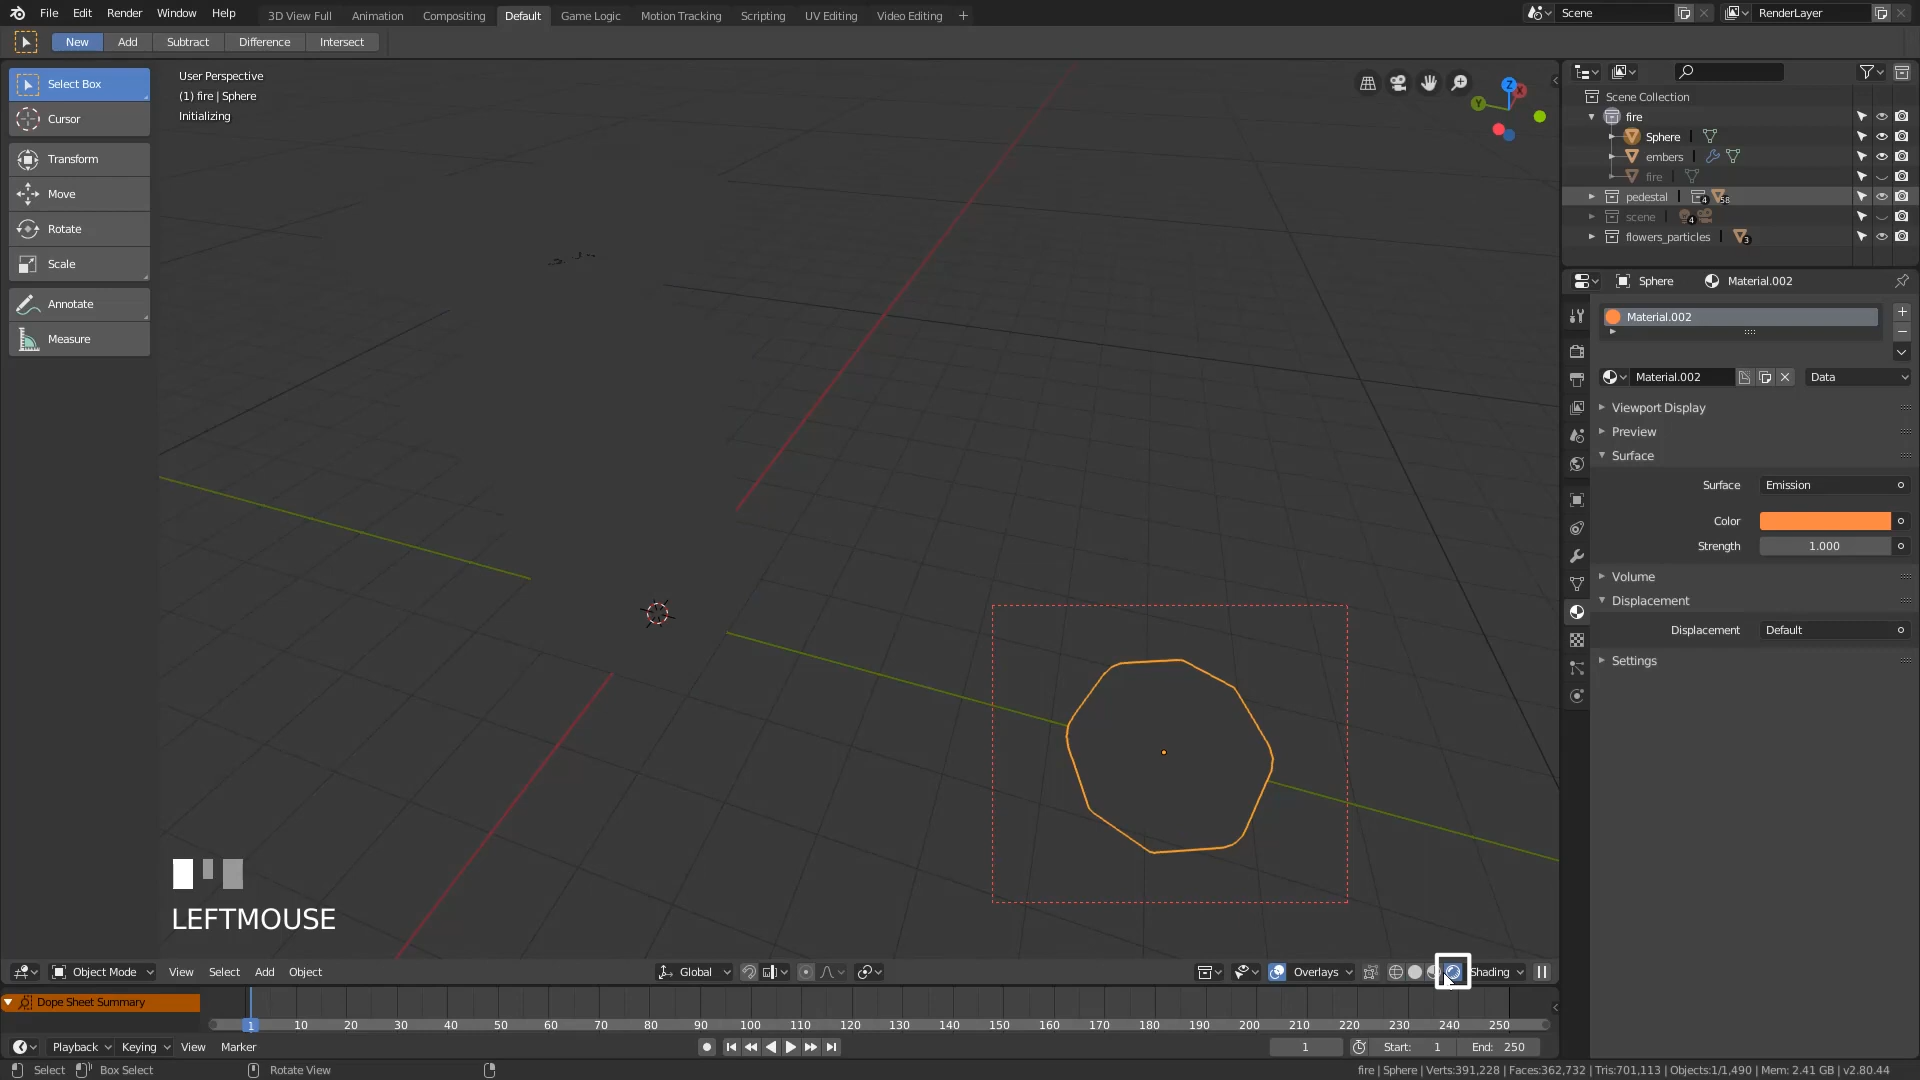 File Edit Render Window Help 3D View Full Animation Compositing Default Game Logic Motion Tracking Scripting UV Editing Video Editing + Scene RenderLayer
New Add Subtract Difference Intersect
Select Box
Cursor
Transform
Move
Rotate
Scale
Annotate
Measure
User Perspective
(1) fire | Sphere
Initializing
Z
X
Y
Scene Collection
fire
Sphere
embers
fire
pedestal 4 58
scene 4
flowers_particles 3
Sphere Material.002
Material.002
Material.002 Data
Viewport Display
Preview
Surface
Surface Emission
Color
Strength 1.000
Volume
Displacement
Displacement Default
Settings
LEFTMOUSE
Object Mode View Select Add Object Global Overlays Shading
Dope Sheet Summary
1 10 20 30 40 50 60 70 80 90 100 110 120 130 140 150 160 170 180 190 200 210 220 230 240 250
Playback Keying View Marker 1 Start: 1 End: 250
Select Box Select Rotate View fire | Sphere | Verts:391,228 | Faces:362,732 | Tris:701,113 | Objects:1/1,490 | Mem: 2.41 GB | v2.80.44